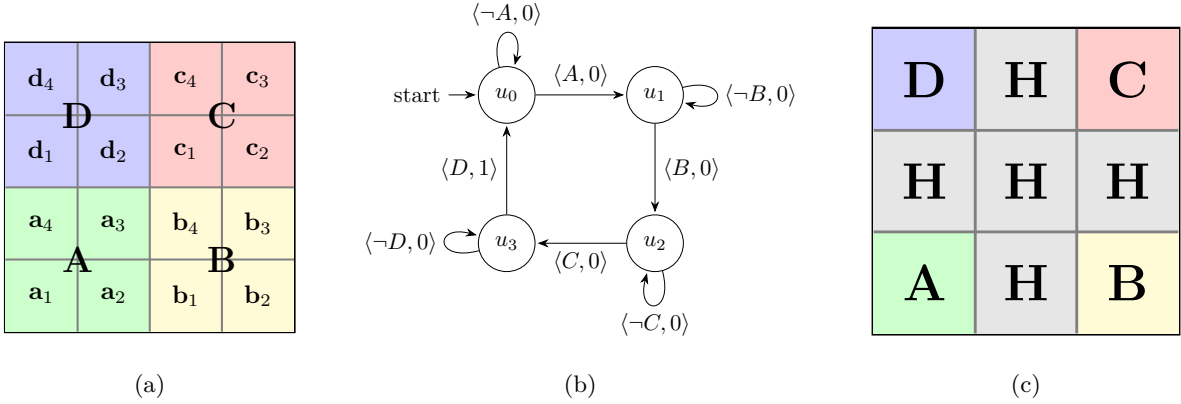 d₄ d₃ c₄ c₃
D C
d₁ d₂ c₁ c₂
a₄ a₃ b₄ b₃
A B
a₁ a₂ b₁ b₂
(a)
⟨¬A, 0⟩
start u₀ ⟨A, 0⟩ u₁ ⟨¬B, 0⟩
⟨D, 1⟩ ⟨B, 0⟩
⟨¬D, 0⟩ u₃ ⟨C, 0⟩ u₂
⟨¬C, 0⟩
(b)
D H C
H H H
A H B
(c)